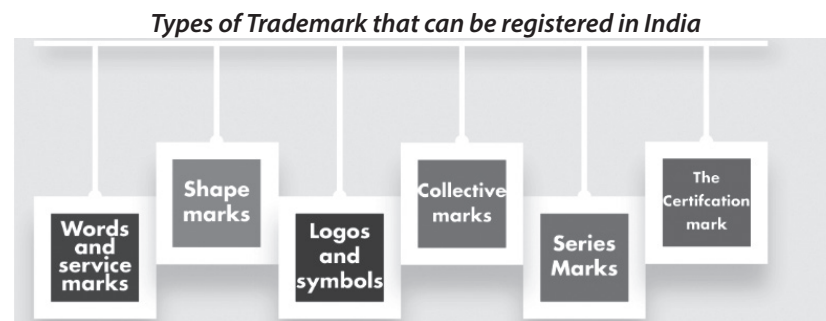 Types of Trademark that can be registered in India
Words
and
service
marks
Shape
marks
Logos
and
symbols
Collective
marks
Series
Marks
The
Certifcation
mark